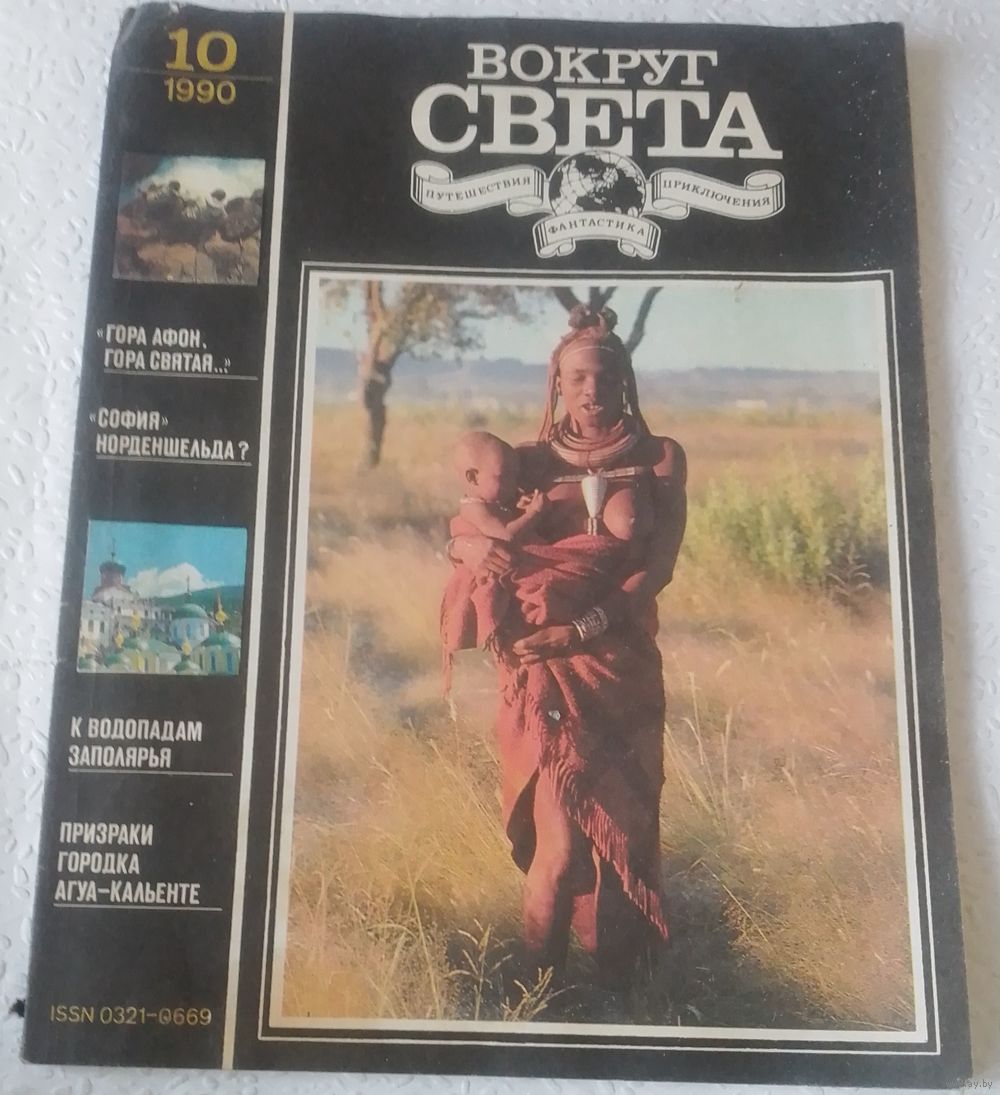 10
1990
ВОКРУГ
СВЕТА
ПУТЕШЕСТВИЯ
ПРИКЛЮЧЕНИЯ
ФАНТАСТИКА
«ГОРА АФОН,
ГОРА СВЯТАЯ...»
«СОФИЯ»
НОРДЕНШЕЛЬДА?
К ВОДОПАДАМ
ЗАПОЛЯРЬЯ
ПРИЗРАКИ
ГОРОДКА
АГУА-КАЛЬЕНТЕ
ISSN 0321-0669